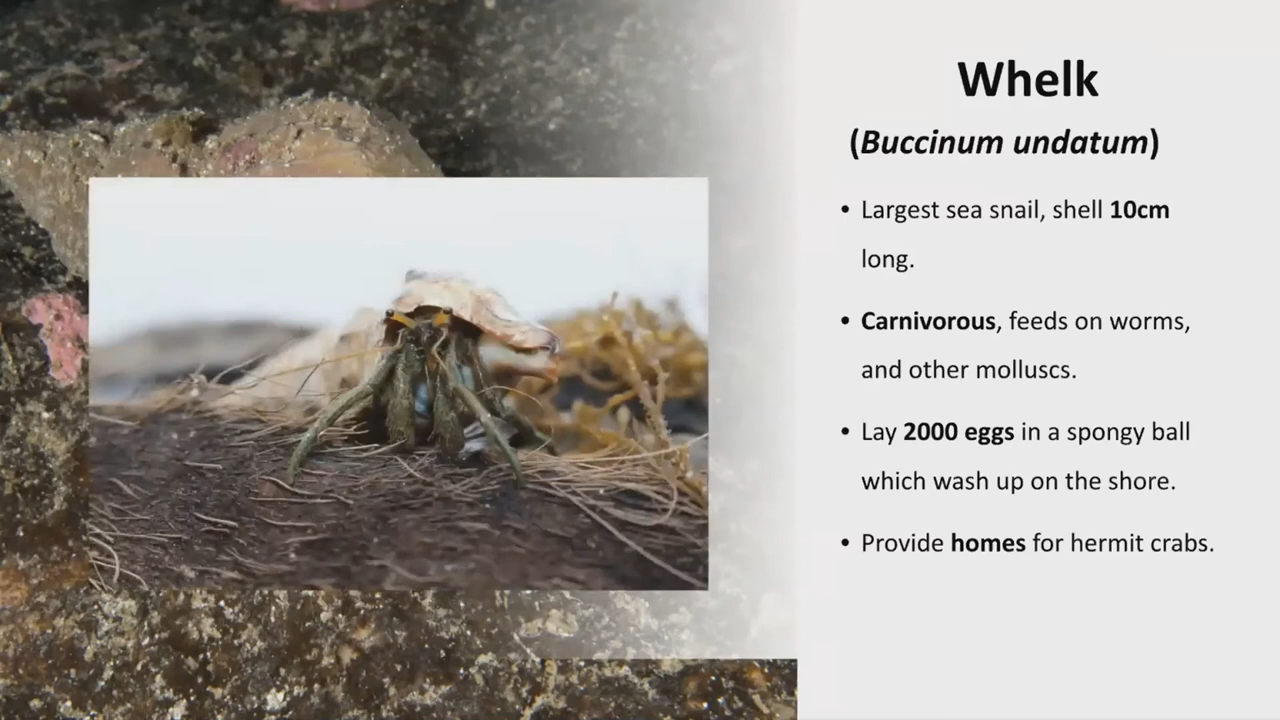 Whelk
(Buccinum undatum)
• Largest sea snail, shell 10cm
long.
• Carnivorous, feeds on worms,
and other molluscs.
• Lay 2000 eggs in a spongy ball
which wash up on the shore.
• Provide homes for hermit crabs.